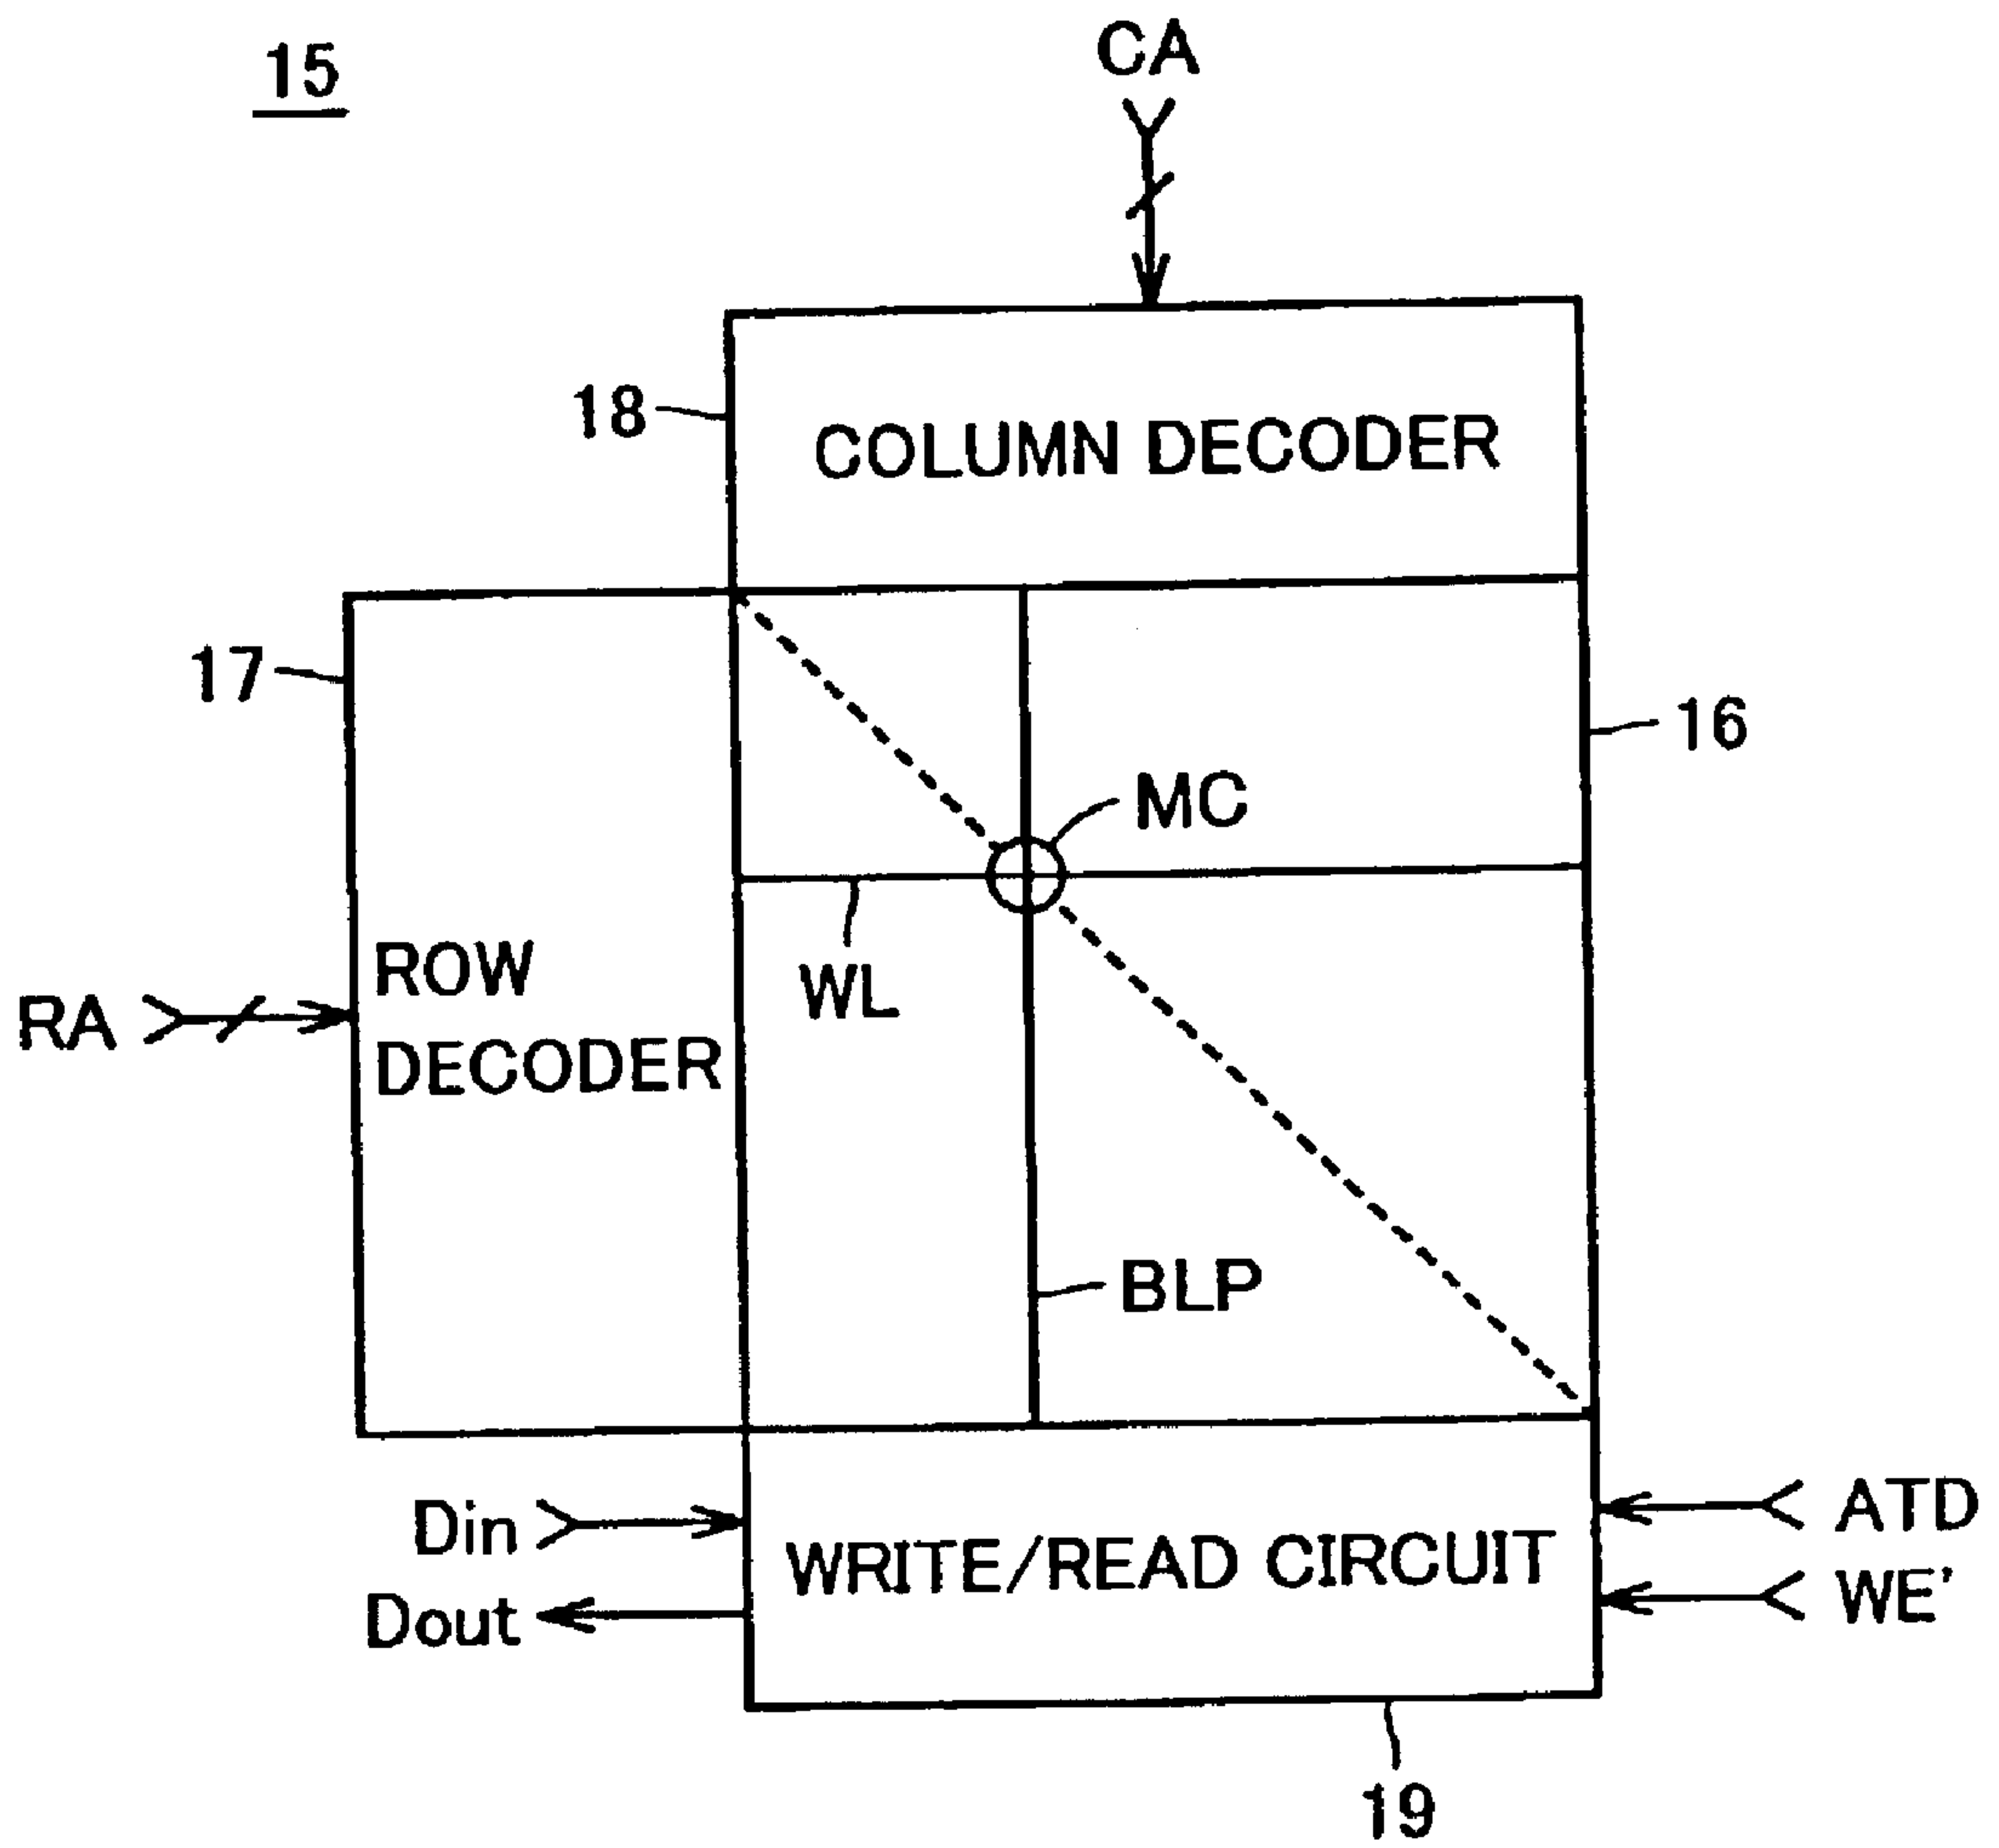 15
CA
18
COLUMN DECODER
17
16
MC
WL
ROW
DECODER
RA
BLP
Din
Dout
WRITE/READ CIRCUIT
ATD
WE'
19